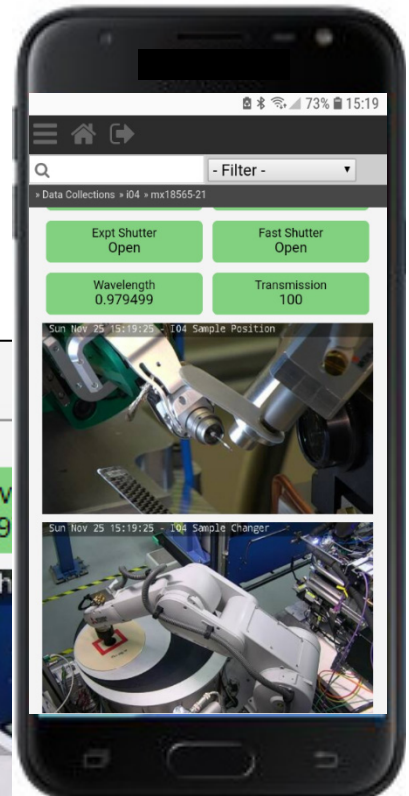 73% 15:19
- Filter -
» Data Collections » i04 » mx18565-21
Expt Shutter
Open
Fast Shutter
Open
Wavelength
0.979499
Transmission
100
Sun Nov 25 15:19:25 - I04 Sample Position
Sun Nov 25 15:19:25 - I04 Sample Changer